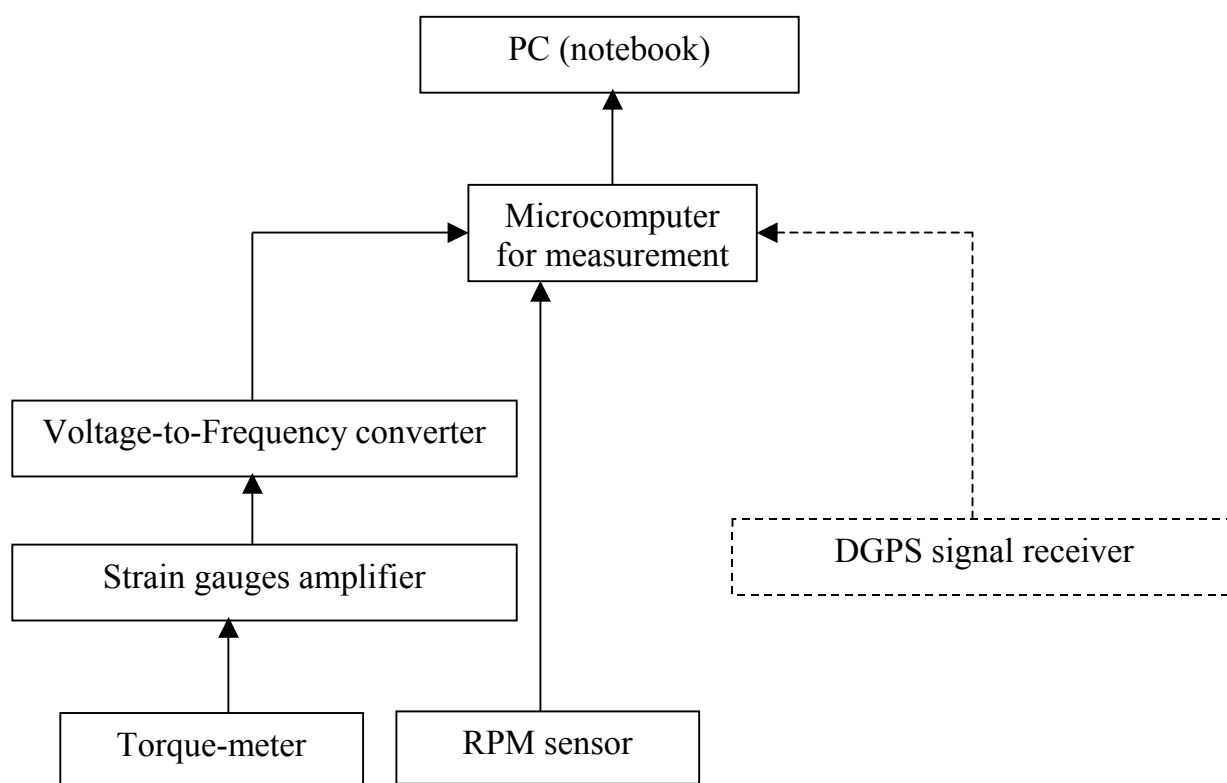 PC (notebook)
Microcomputer
for measurement
Voltage-to-Frequency converter
DGPS signal receiver
Strain gauges amplifier
Torque-meter
RPM sensor